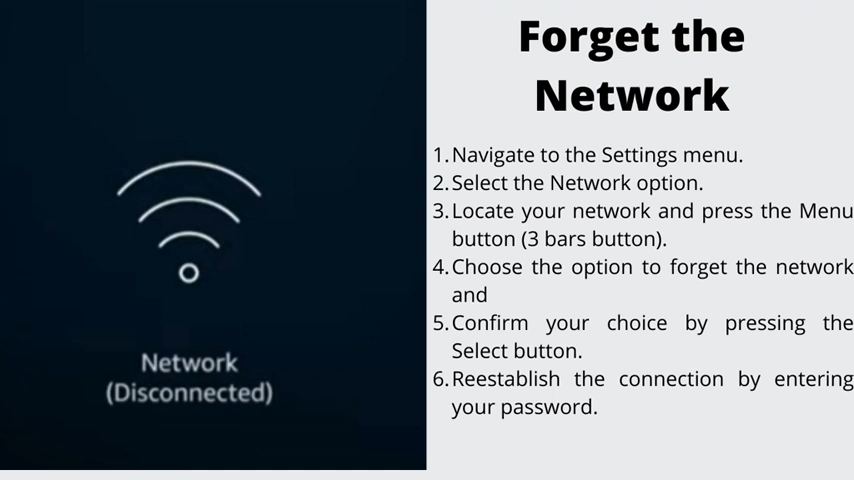 Forget the
Network
1. Navigate to the Settings menu.
2. Select the Network option.
3. Locate your network and press the Menu
button (3 bars button).
4. Choose the option to forget the network
and
5. Confirm your choice by pressing the
Select button.
6. Reestablish the connection by entering
your password.
Network
(Disconnected)